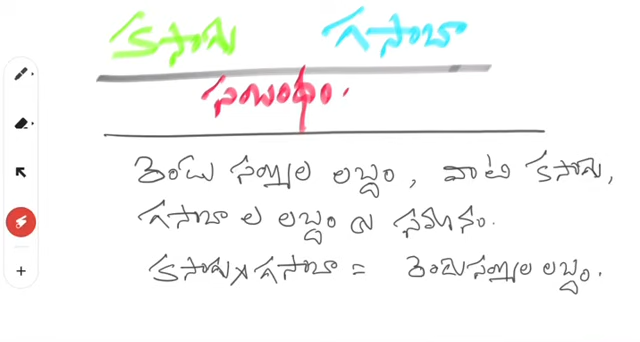 కసాగు గసాభా
సంబంధం.
రెండు సంఖ్యల లబ్దం, వాటి కసాగు,
గసాభా ల లబ్దం కు సమానం.
కసాగు x గసాభా = రెండు సంఖ్యల లబ్దం.